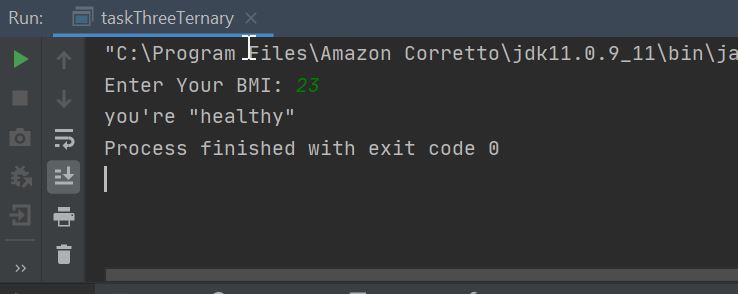 Run: taskThreeTernary
"C:\Program Files\Amazon Corretto\jdk11.0.9_11\bin\ja
Enter Your BMI: 23
you're "healthy"
Process finished with exit code 0